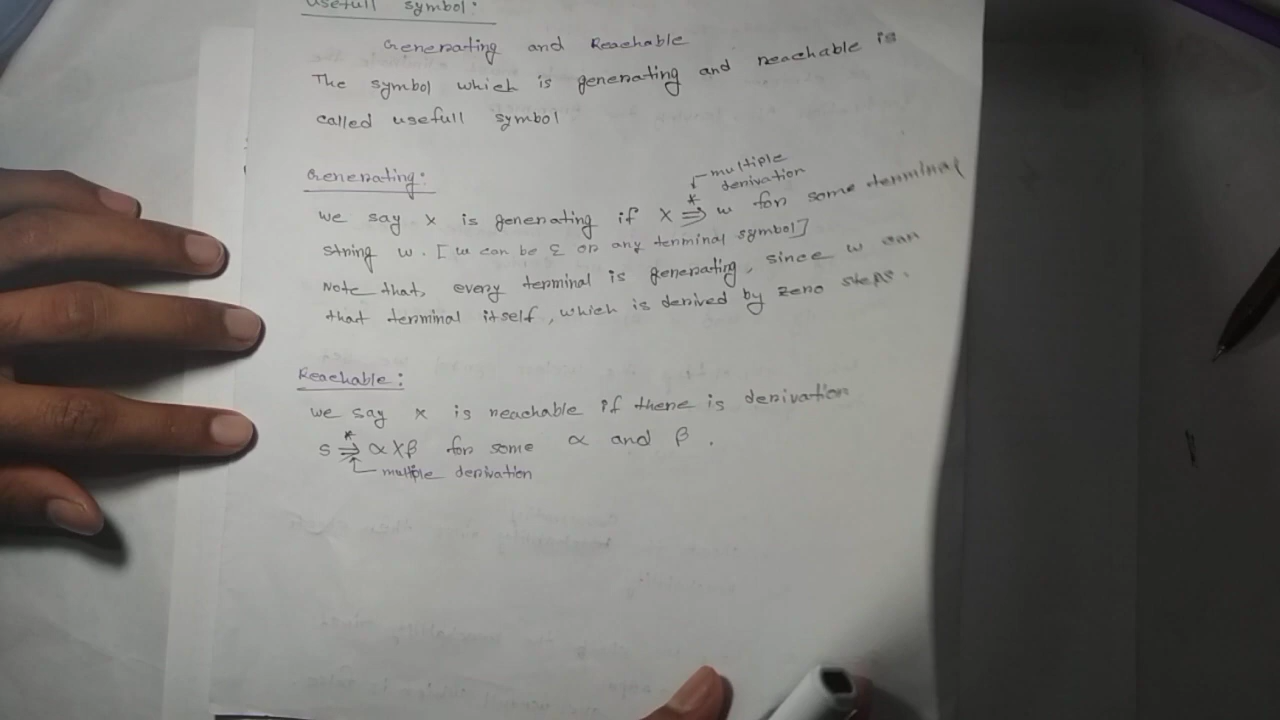 Usefull symbol:
Generating and Reachable
The symbol which is generating and reachable is
called usefull symbol
Generating:
multiple
derivation
we say x is generating if X ⇒* w for some terminal
string w. [w can be ε or any terminal symbol]
Note that, every terminal is generating, since w can
that terminal itself, which is derived by zero steps.
Reachable:
we say x is reachable if there is derivation
S ⇒* αXβ for some α and β.
multiple derivation